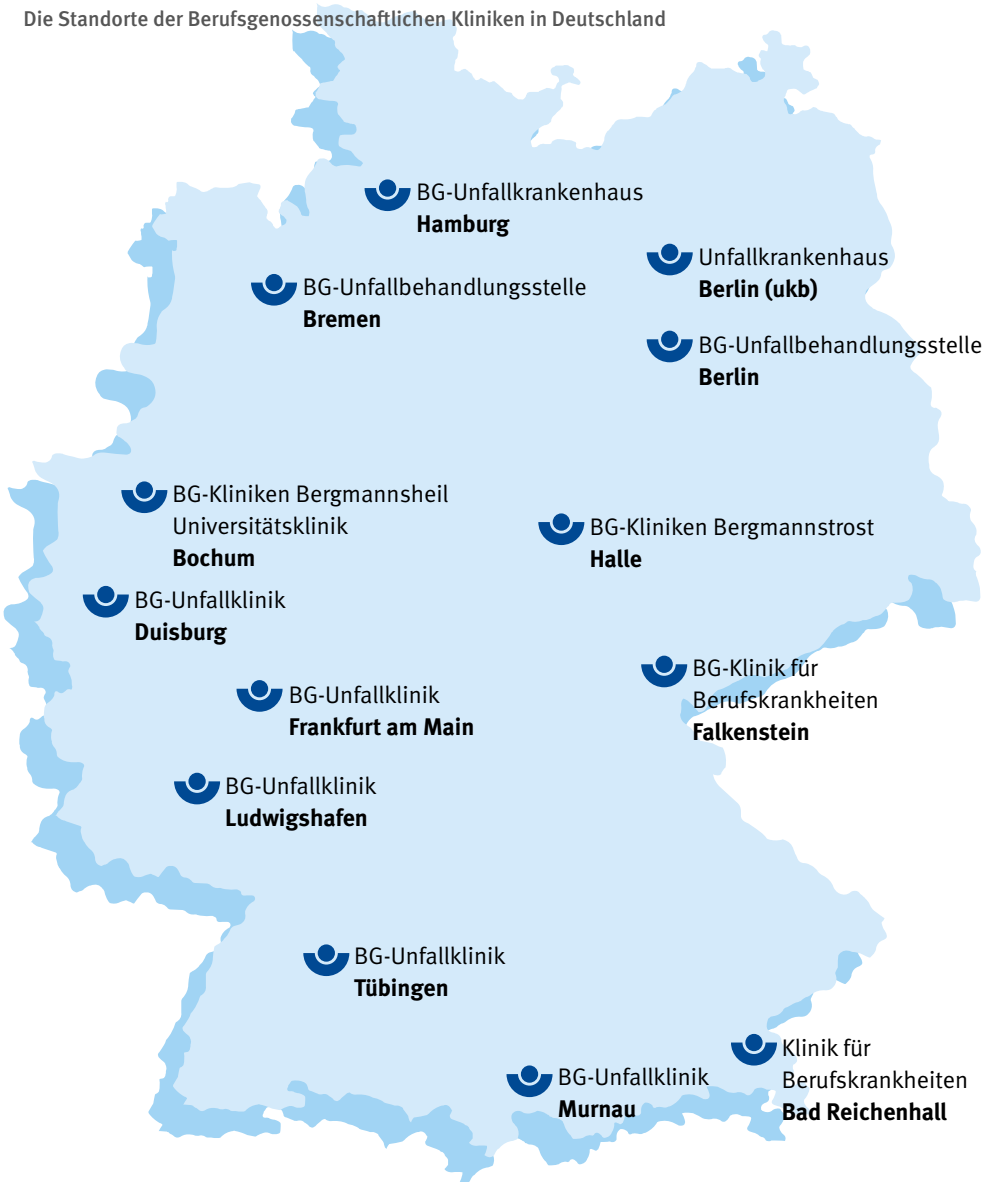 Die Standorte der Berufsgenossenschaftlichen Kliniken in Deutschland
BG-Unfallkrankenhaus
Hamburg
Unfallkrankenhaus
Berlin (ukb)
BG-Unfallbehandlungsstelle
Bremen
BG-Unfallbehandlungsstelle
Berlin
BG-Kliniken Bergmannsheil
Universitätsklinik
Bochum
BG-Kliniken Bergmannstrost
Halle
BG-Unfallklinik
Duisburg
BG-Klinik für
Berufskrankheiten
Falkenstein
BG-Unfallklinik
Frankfurt am Main
BG-Unfallklinik
Ludwigshafen
BG-Unfallklinik
Tübingen
Klinik für
Berufskrankheiten
Bad Reichenhall
BG-Unfallklinik
Murnau